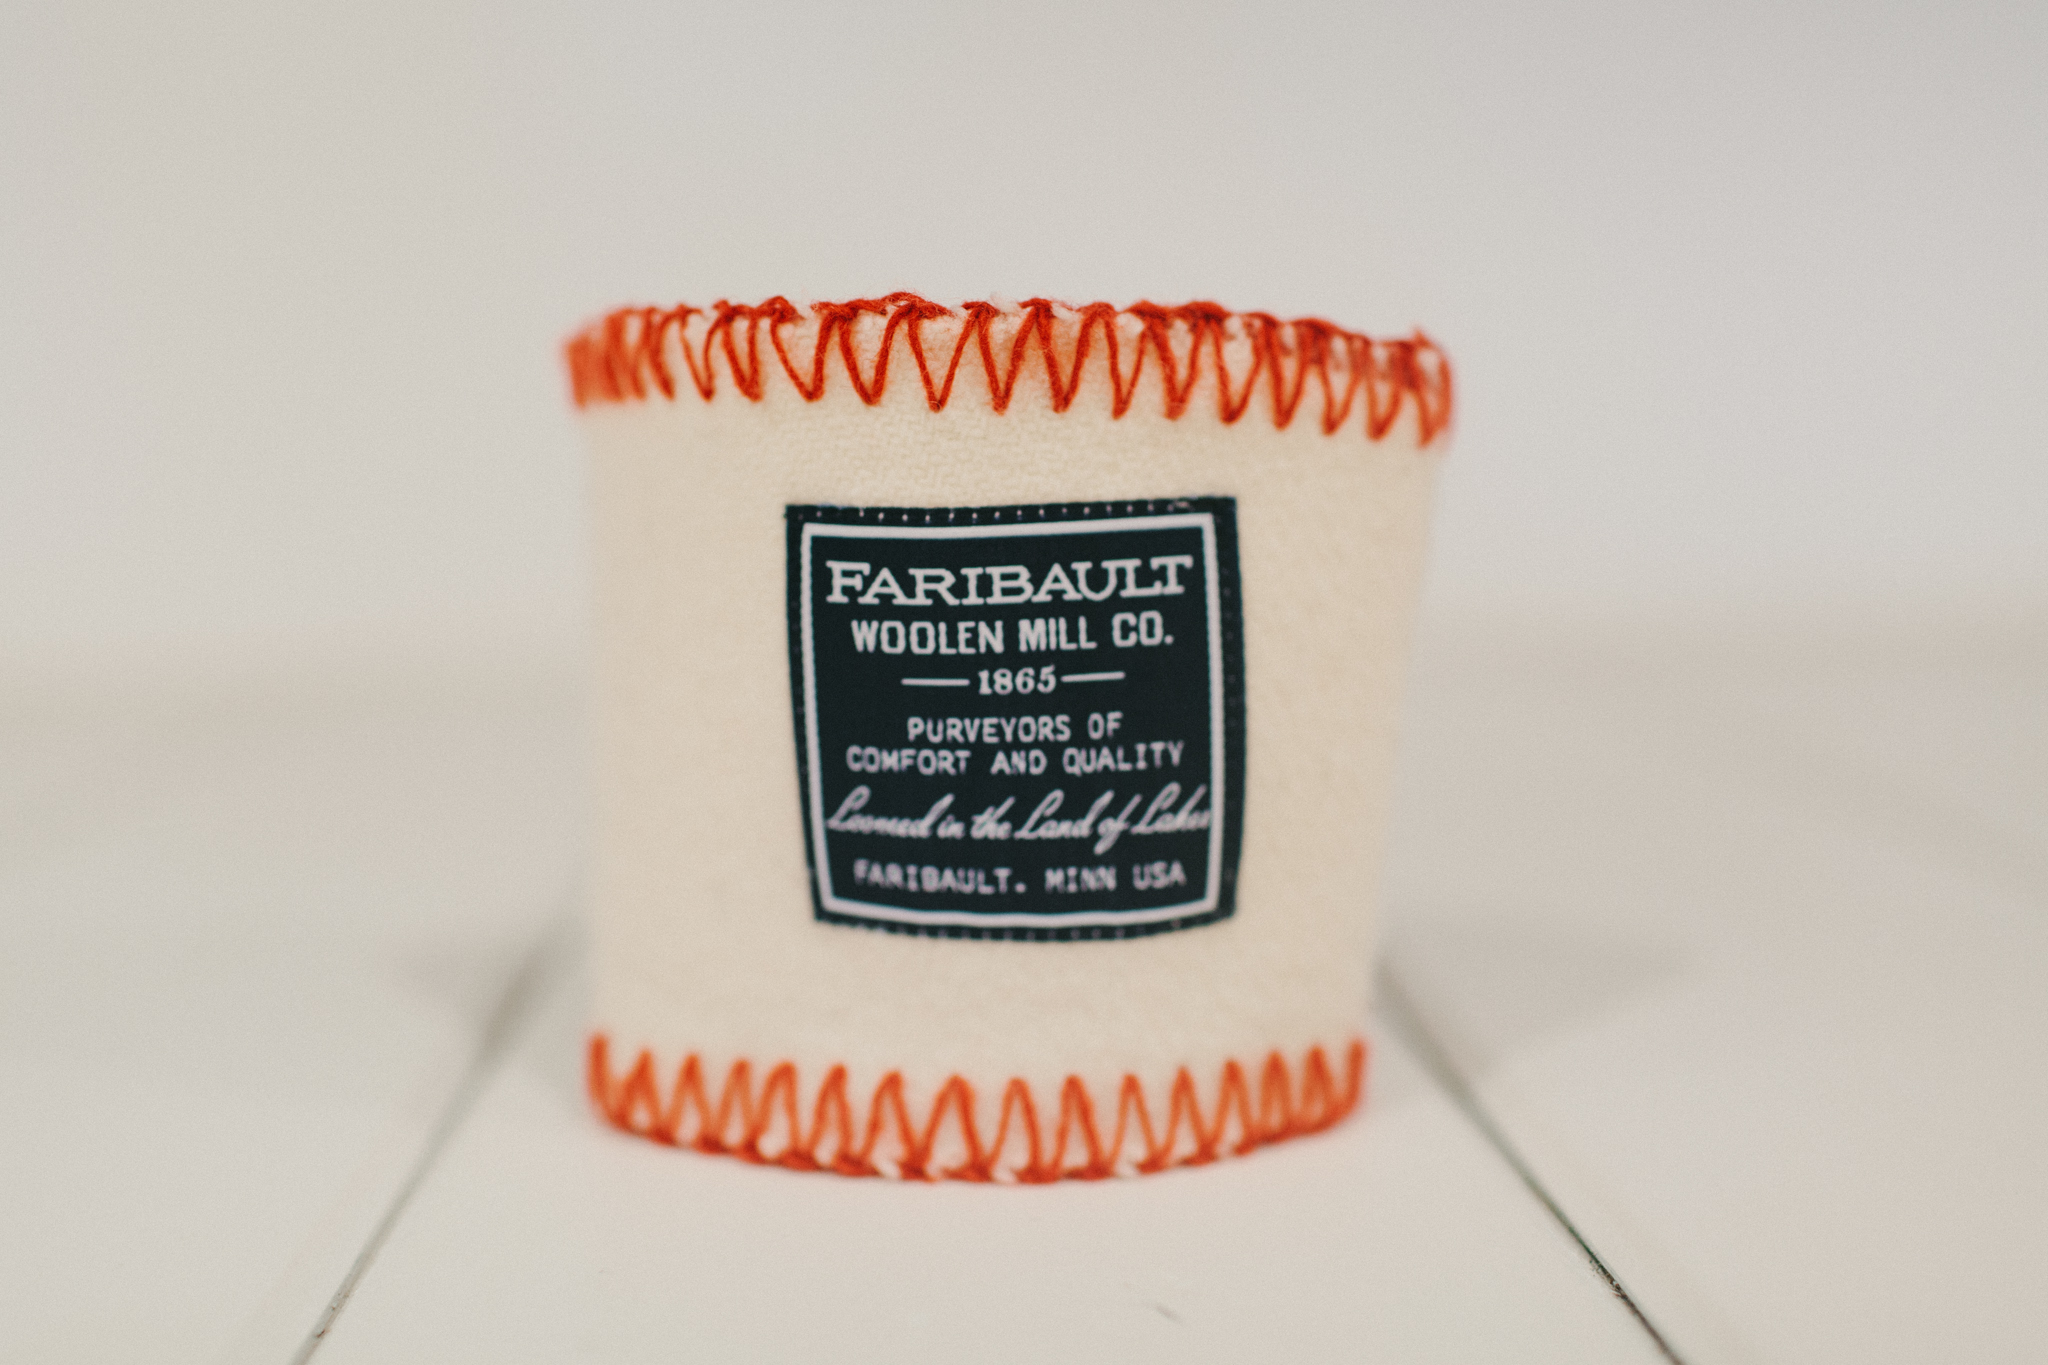 FARIBAULT
WOOLEN MILL CO.
1865
PURVEYORS OF
COMFORT AND QUALITY
Loomed in the Land of Lakes
FARIBAULT. MINN USA